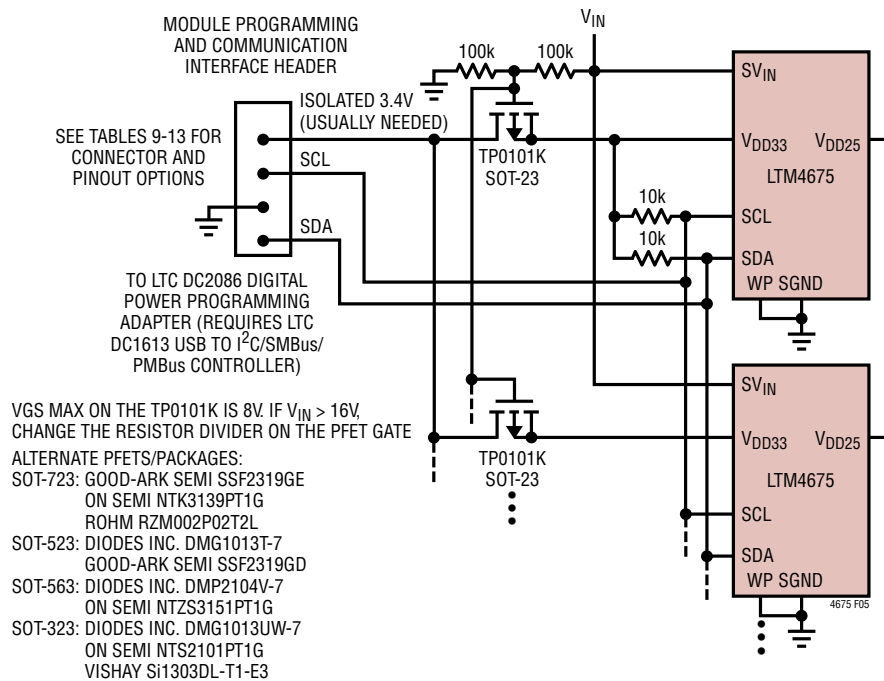 MODULE PROGRAMMING
AND COMMUNICATION
INTERFACE HEADER
VIN
100k
100k
ISOLATED 3.4V
(USUALLY NEEDED)
SEE TABLES 9-13 FOR
CONNECTOR AND
PINOUT OPTIONS
SCL
SDA
TP0101K
SOT-23
10k
10k
SVIN
VDD33
VDD25
LTM4675
SCL
SDA
WP SGND
TO LTC DC2086 DIGITAL
POWER PROGRAMMING
ADAPTER (REQUIRES LTC
DC1613 USB TO I2C/SMBus/
PMBus CONTROLLER)
VGS MAX ON THE TP0101K IS 8V. IF VIN > 16V,
CHANGE THE RESISTOR DIVIDER ON THE PFET GATE
TP0101K
SOT-23
SVIN
VDD33
VDD25
LTM4675
SCL
SDA
WP SGND
4675 F05
ALTERNATE PFETS/PACKAGES:
SOT-723: GOOD-ARK SEMI SSF2319GE
ON SEMI NTK3139PT1G
ROHM RZM002P02T2L
SOT-523: DIODES INC. DMG1013T-7
GOOD-ARK SEMI SSF2319GD
SOT-563: DIODES INC. DMP2104V-7
ON SEMI NTZS3151PT1G
SOT-323: DIODES INC. DMG1013UW-7
ON SEMI NTS2101PT1G
VISHAY Si1303DL-T1-E3